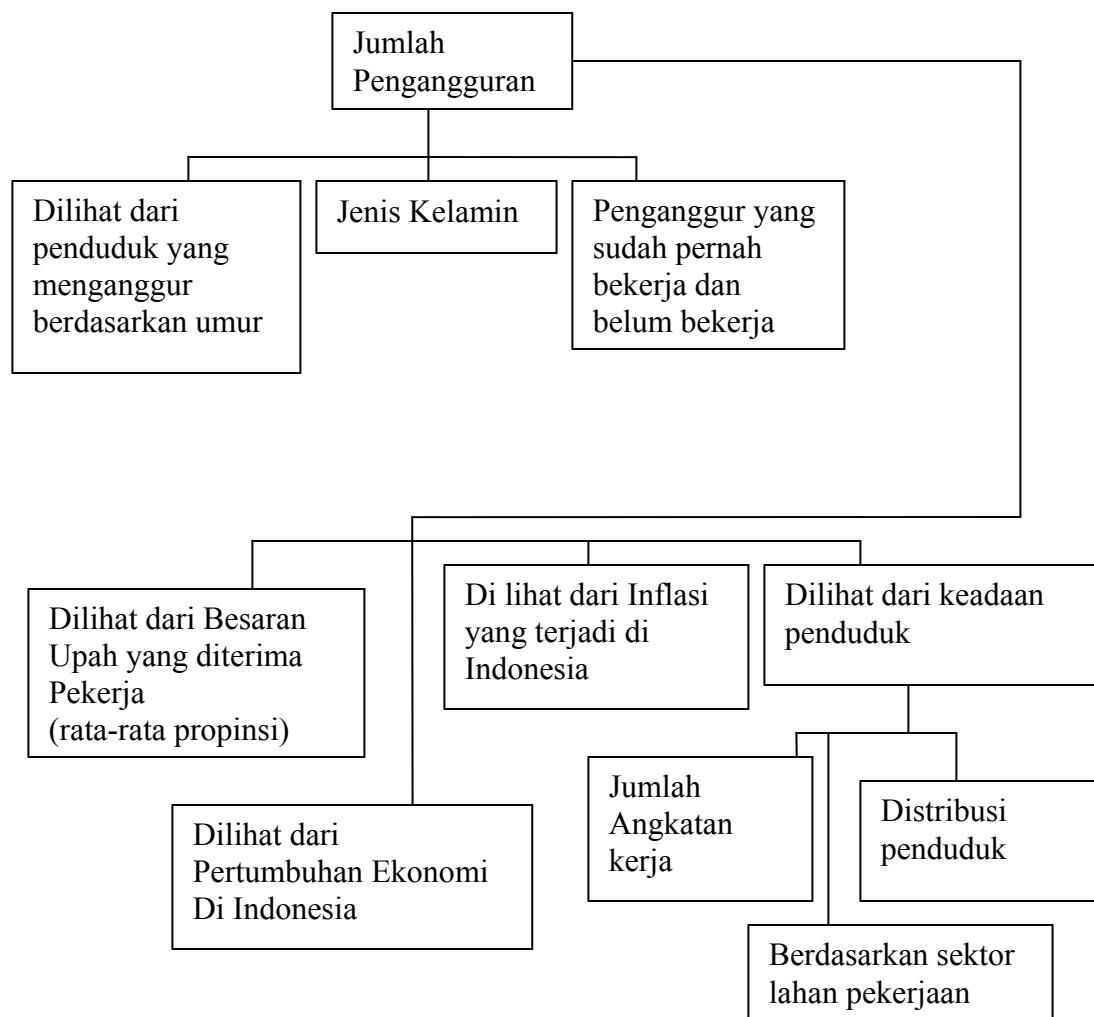 Jumlah
Pengangguran
Dilihat dari
penduduk yang
menganggur
berdasarkan umur
Jenis Kelamin
Penganggur yang
sudah pernah
bekerja dan
belum bekerja
Dilihat dari Besaran
Upah yang diterima
Pekerja
(rata-rata propinsi)
Di lihat dari Inflasi
yang terjadi di
Indonesia
Dilihat dari keadaan
penduduk
Dilihat dari
Pertumbuhan Ekonomi
Di Indonesia
Jumlah
Angkatan
kerja
Distribusi
penduduk
Berdasarkan sektor
lahan pekerjaan